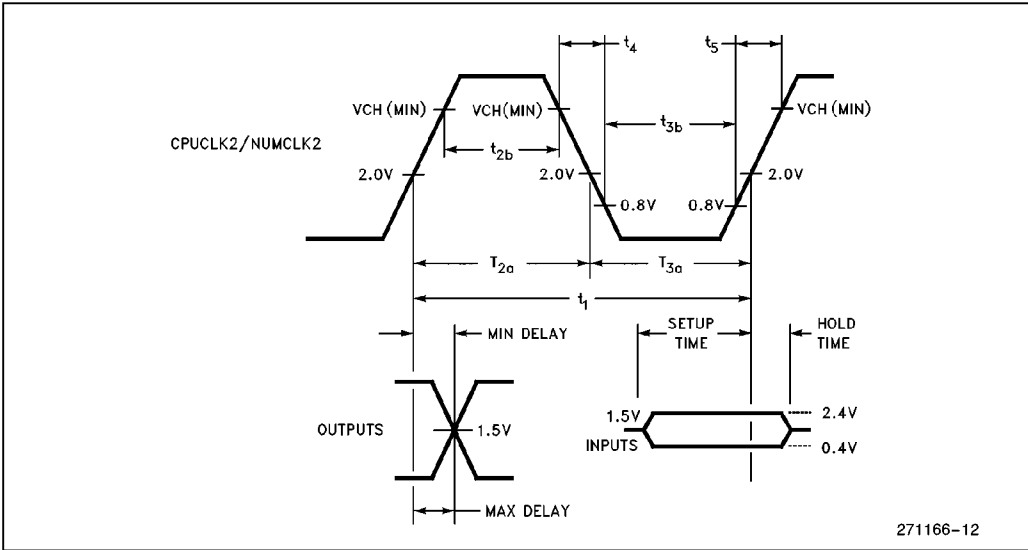 t4
t5
VCH (MIN)
VCH(MIN)
VCH(MIN)
t3b
CPUCLK2/NUMCLK2
t2b
2.0V
2.0V
2.0V
0.8V
0.8V
T2a
T3a
t1
MIN DELAY
SETUP
TIME
HOLD
TIME
OUTPUTS
1.5V
1.5V
INPUTS
2.4V
0.4V
MAX DELAY
271166-12